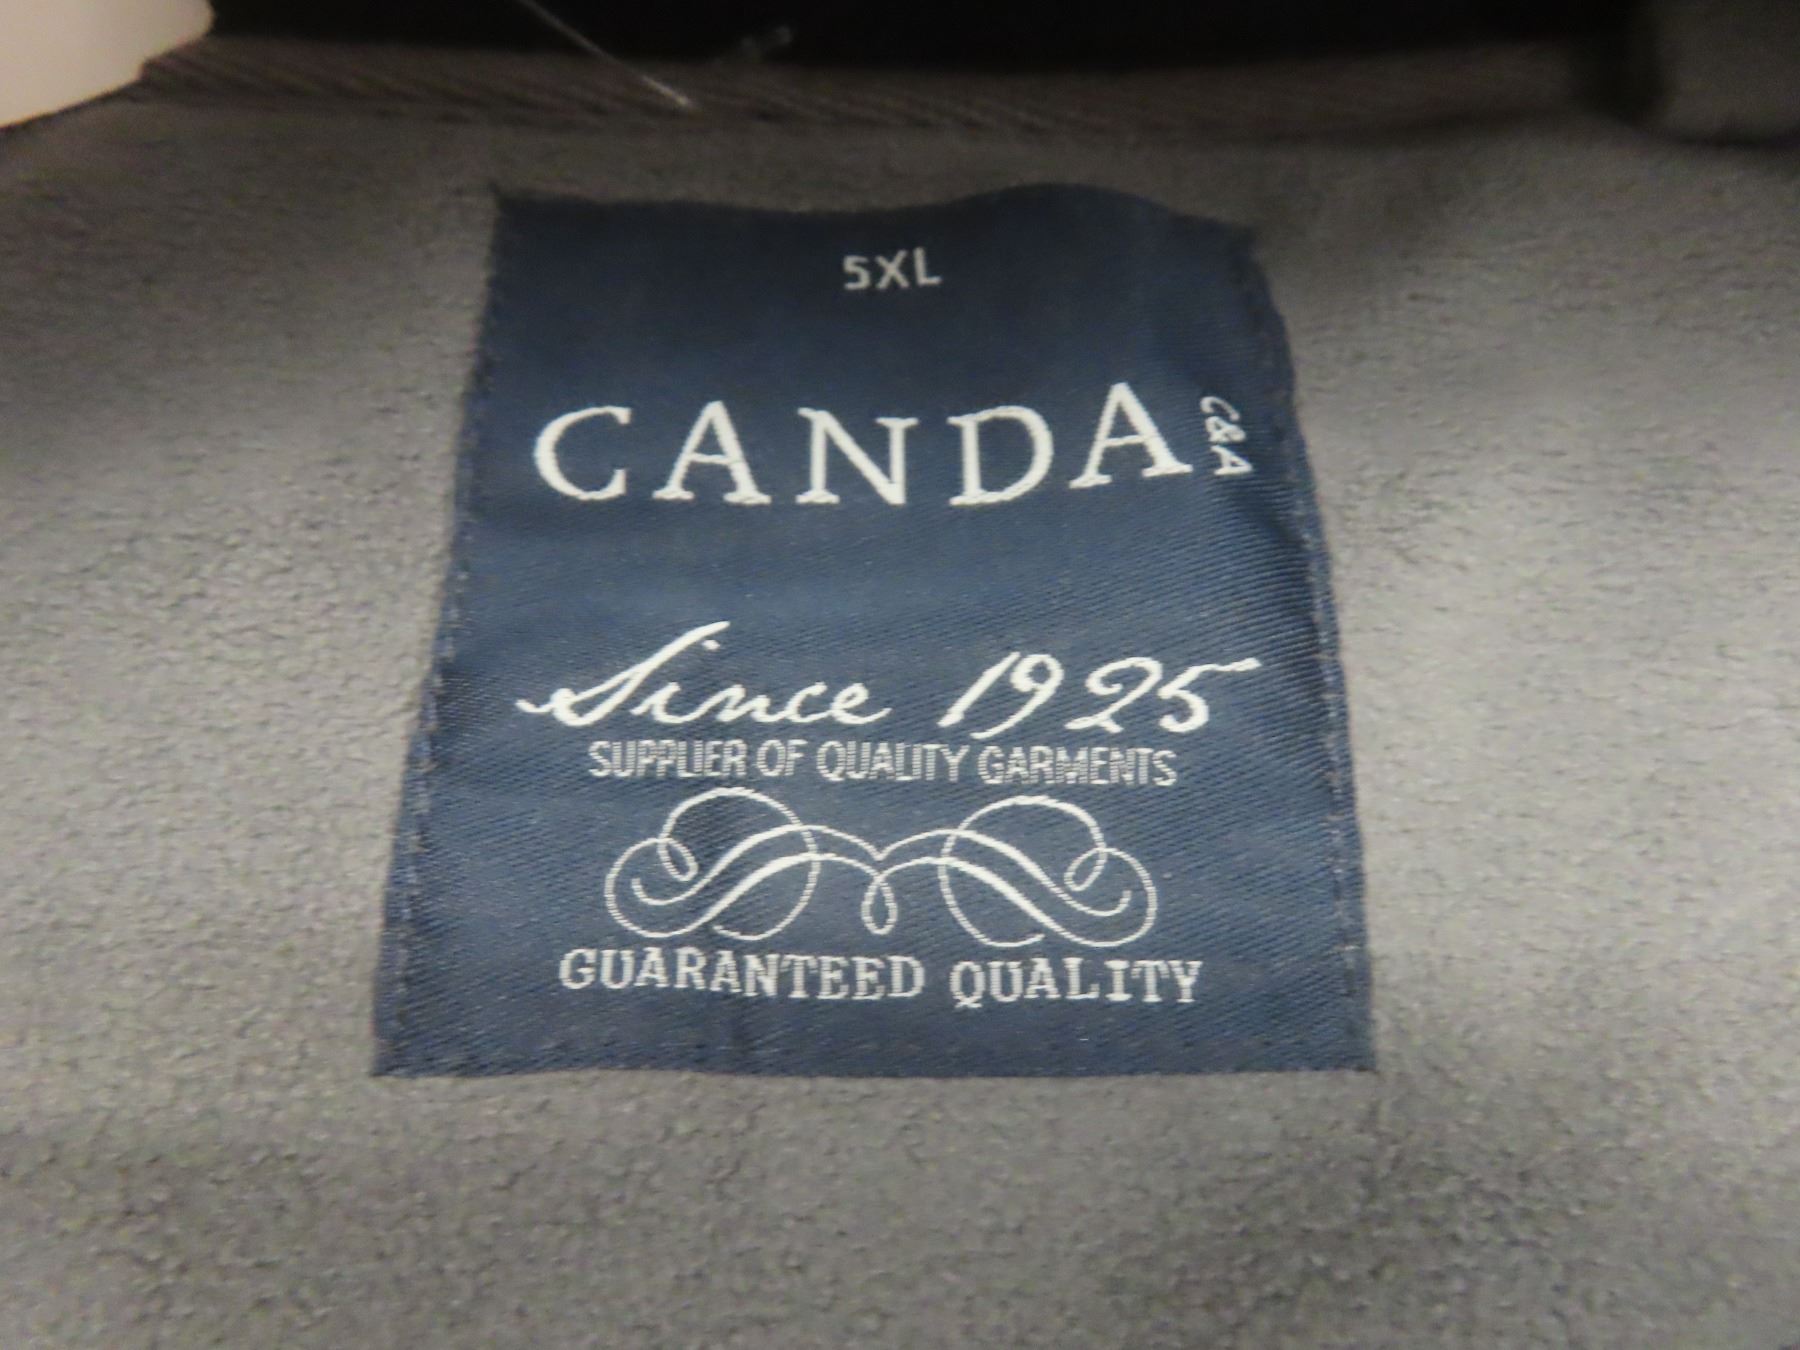 5XL
CANDA
C&A
Since 1925
SUPPLIER OF QUALITY GARMENTS
GUARANTEED QUALITY